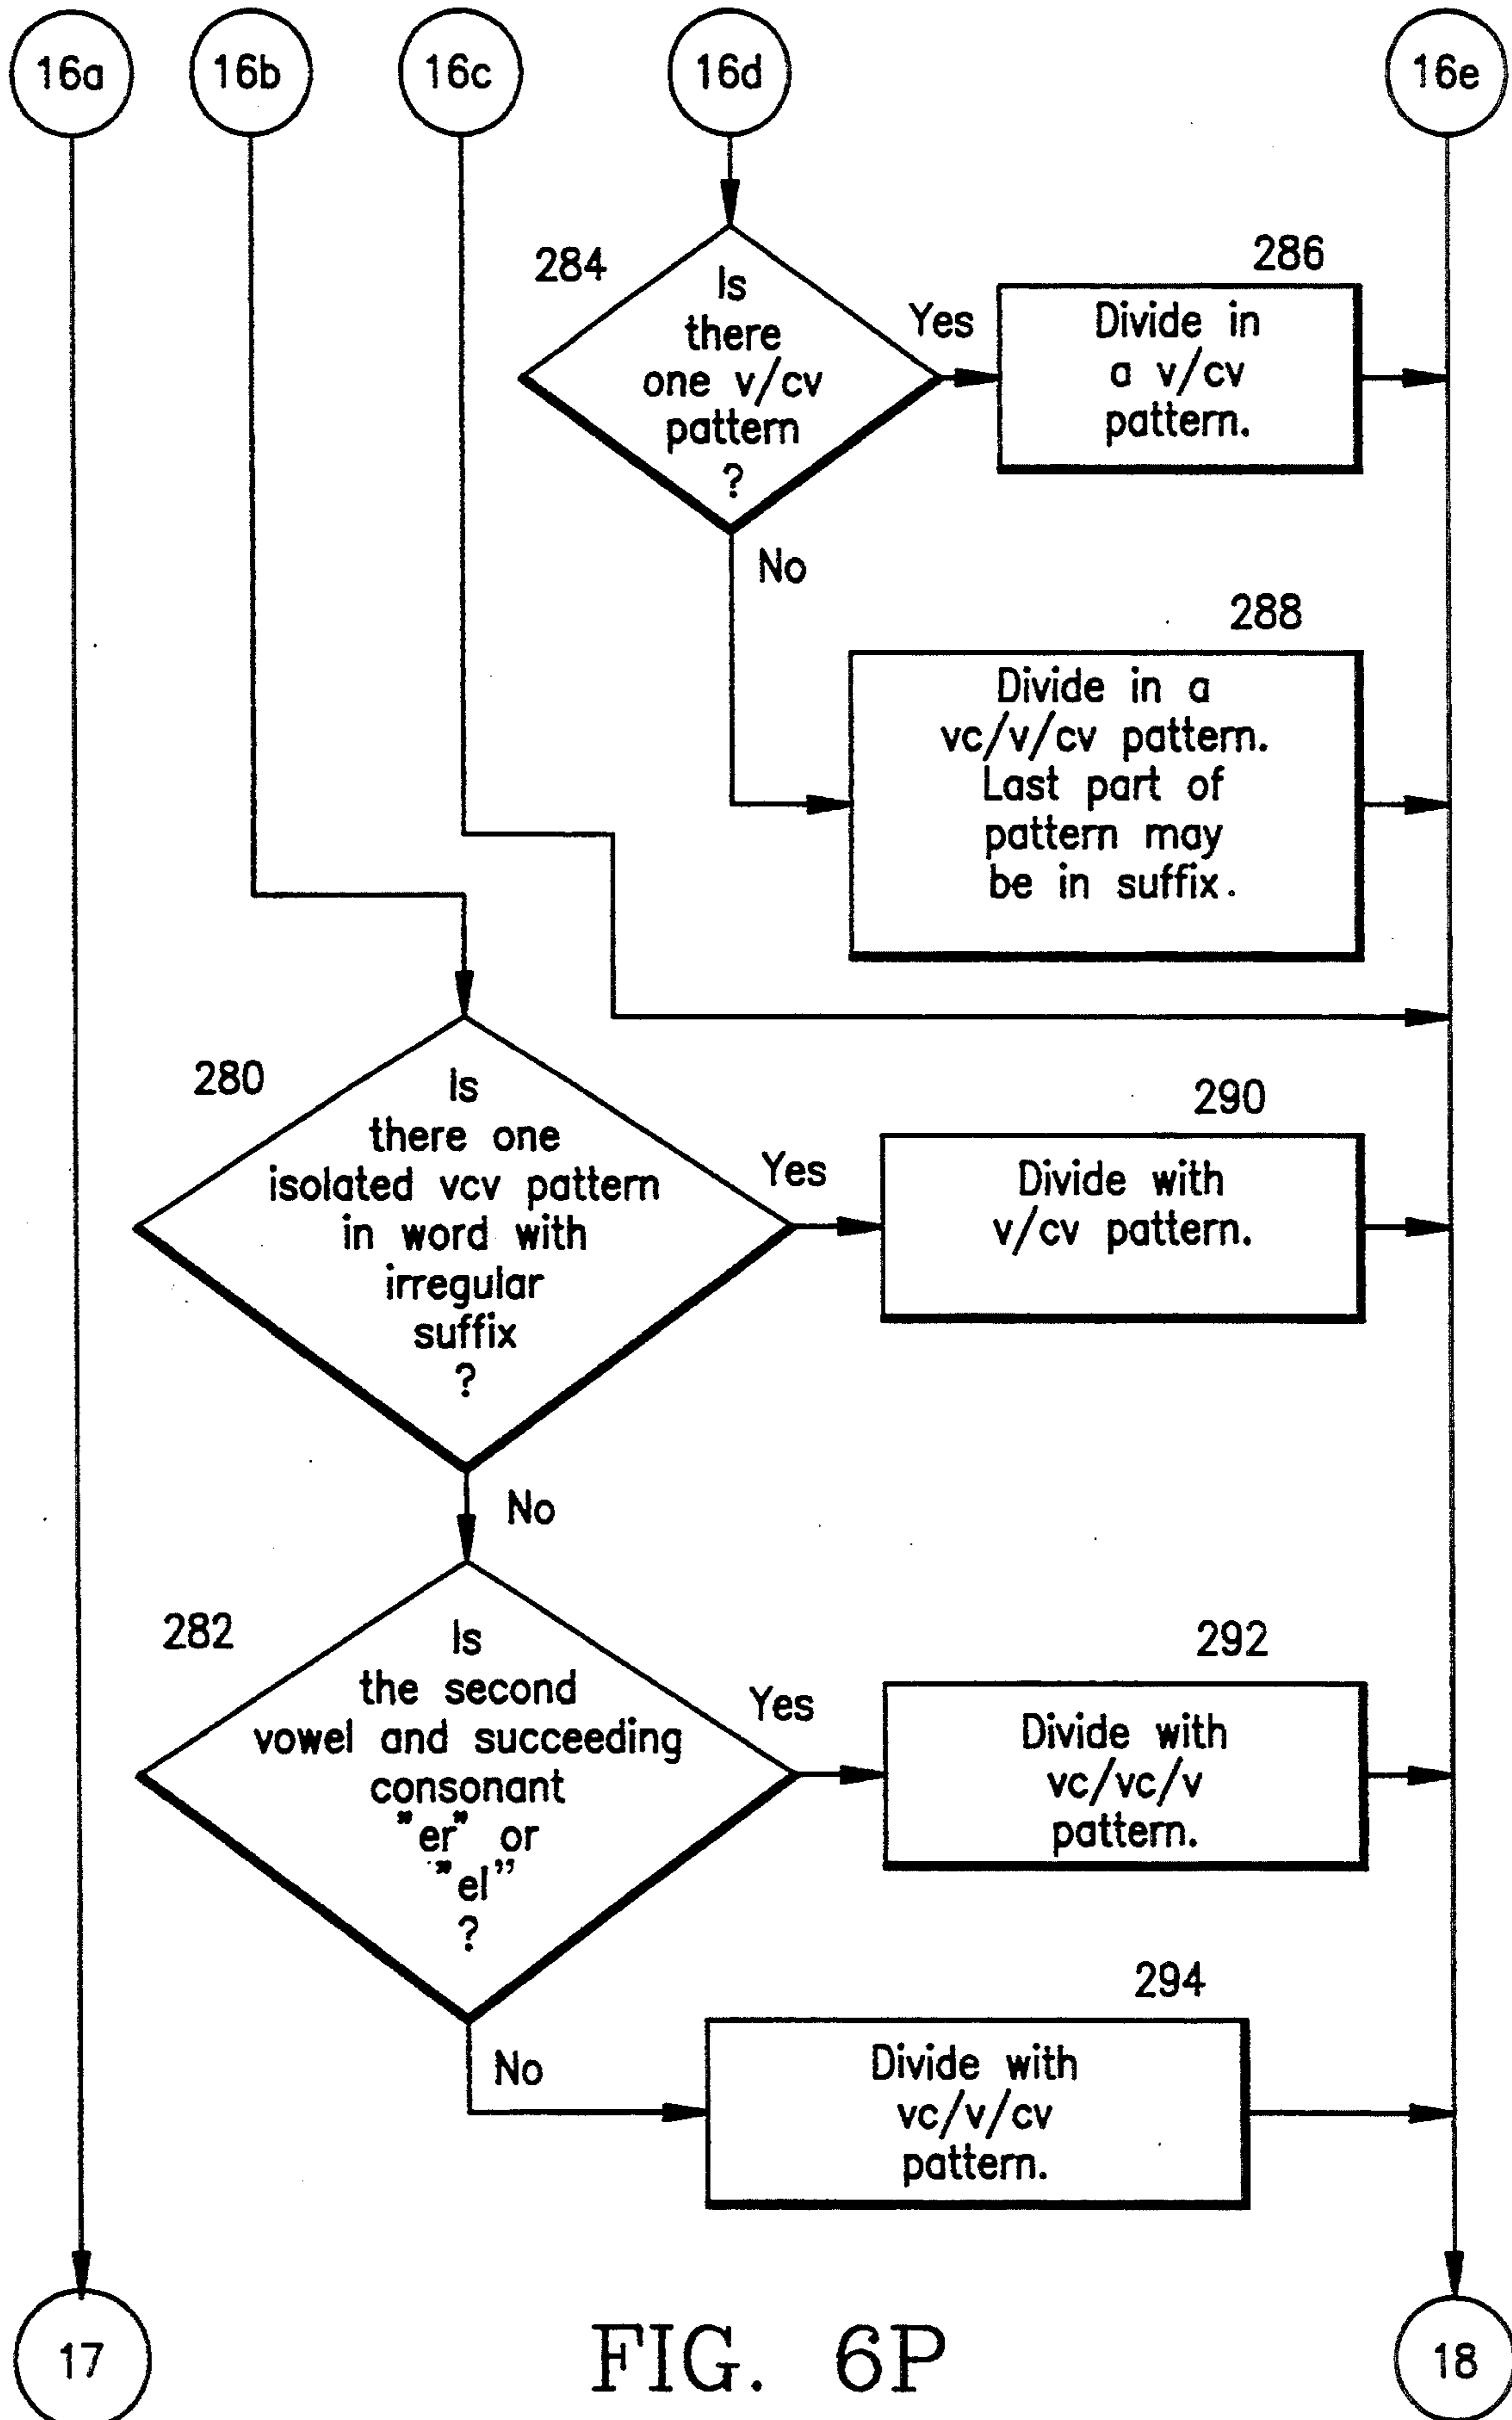 16a
16b
16c
16d
16e
284
Is
there
one v/cv
pattern
?
Yes
286
Divide in
a v/cv
pattern.
No
288
Divide in a
vc/v/cv pattern.
Last part of
pattern may
be in suffix.
280
Is
there one
isolated vcv pattern
in word with
irregular
suffix
?
Yes
290
Divide with
v/cv pattern.
No
282
Is
the second
vowel and succeeding
consonant
"er" or
"el"
?
Yes
292
Divide with
vc/vc/v
pattern.
No
294
Divide with
vc/v/cv
pattern.
17
FIG. 6P
18